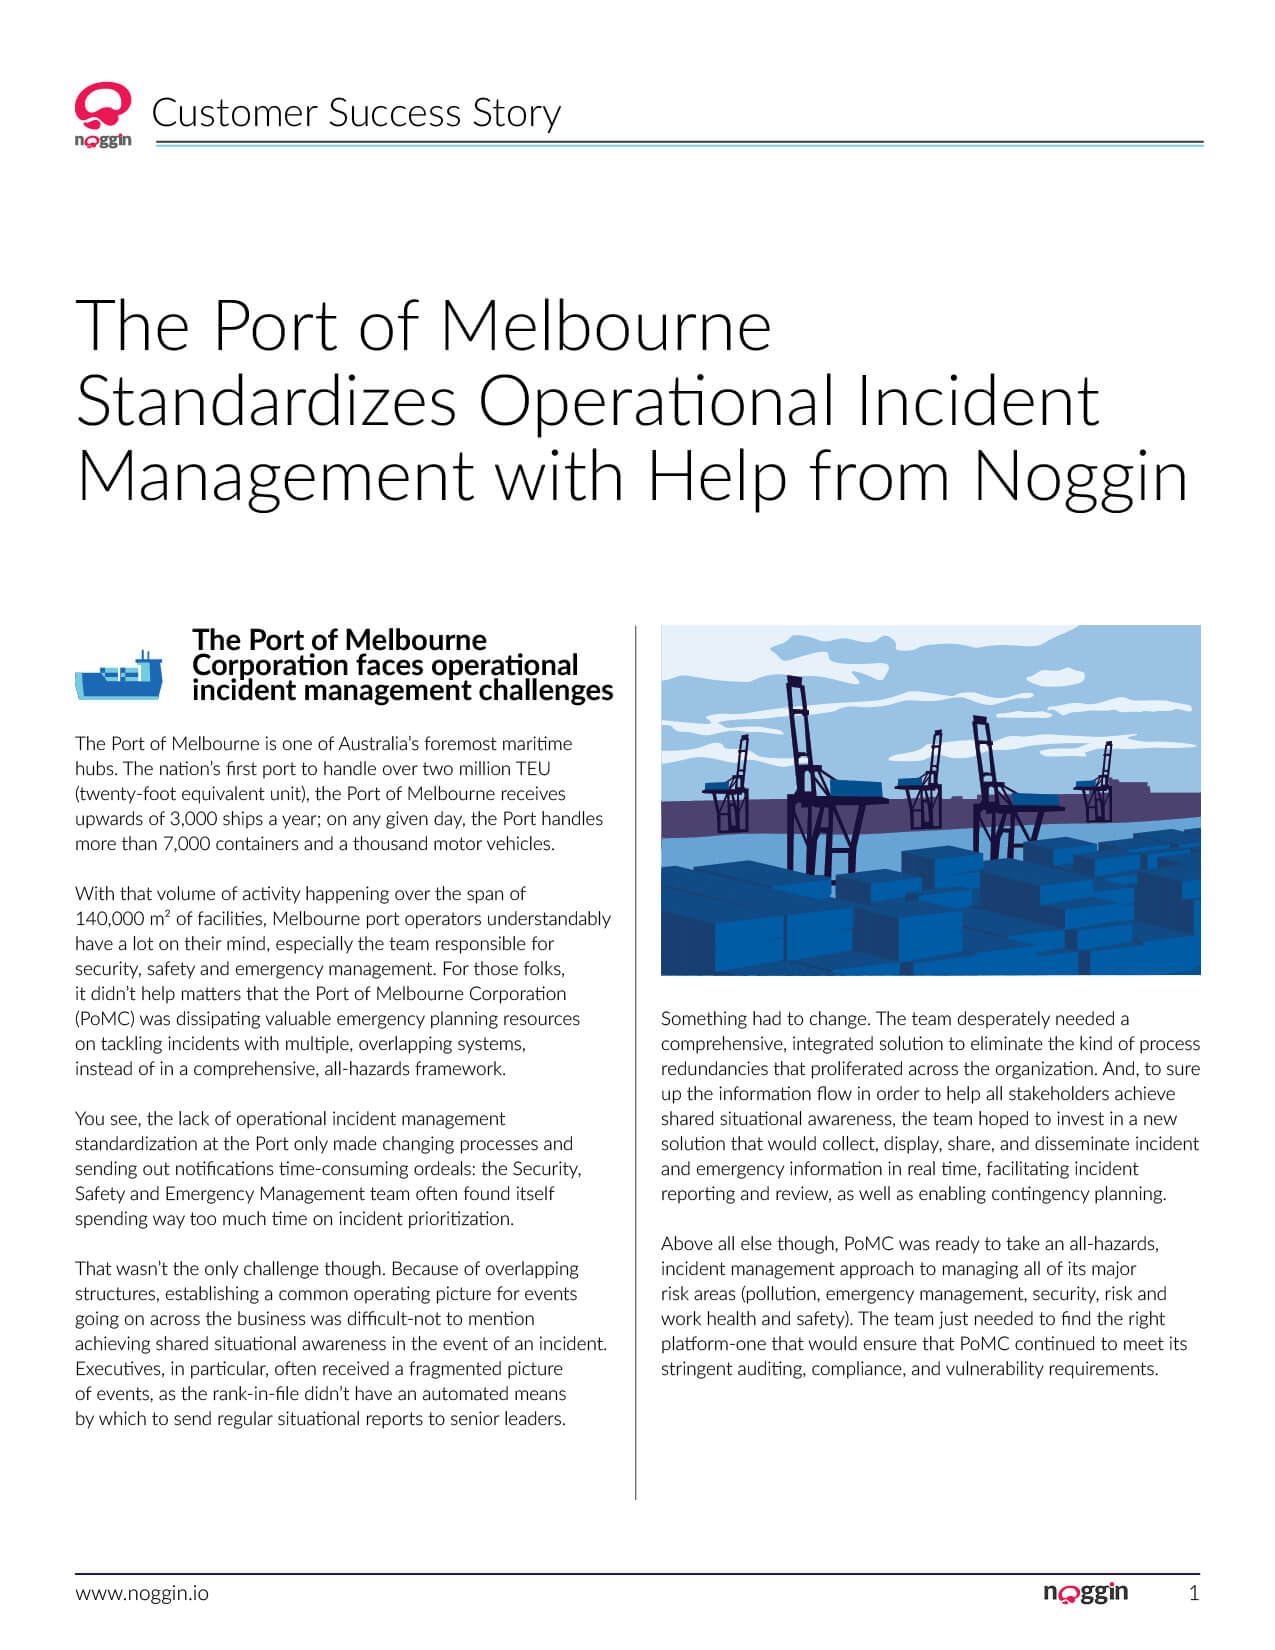 noggin
Customer Success Story
The Port of Melbourne
Standardizes Operational Incident
Management with Help from Noggin
The Port of Melbourne
Corporation faces operational
incident management challenges
The Port of Melbourne is one of Australia’s foremost maritime
hubs. The nation’s first port to handle over two million TEU
(twenty-foot equivalent unit), the Port of Melbourne receives
upwards of 3,000 ships a year; on any given day, the Port handles
more than 7,000 containers and a thousand motor vehicles.
With that volume of activity happening over the span of
140,000 m² of facilities, Melbourne port operators understandably
have a lot on their mind, especially the team responsible for
security, safety and emergency management. For those folks,
it didn’t help matters that the Port of Melbourne Corporation
(PoMC) was dissipating valuable emergency planning resources
on tackling incidents with multiple, overlapping systems,
instead of in a comprehensive, all-hazards framework.
You see, the lack of operational incident management
standardization at the Port only made changing processes and
sending out notifications time-consuming ordeals: the Security,
Safety and Emergency Management team often found itself
spending way too much time on incident prioritization.
That wasn’t the only challenge though. Because of overlapping
structures, establishing a common operating picture for events
going on across the business was difficult-not to mention
achieving shared situational awareness in the event of an incident.
Executives, in particular, often received a fragmented picture
of events, as the rank-in-file didn’t have an automated means
by which to send regular situational reports to senior leaders.
Something had to change. The team desperately needed a
comprehensive, integrated solution to eliminate the kind of process
redundancies that proliferated across the organization. And, to sure
up the information flow in order to help all stakeholders achieve
shared situational awareness, the team hoped to invest in a new
solution that would collect, display, share, and disseminate incident
and emergency information in real time, facilitating incident
reporting and review, as well as enabling contingency planning.
Above all else though, PoMC was ready to take an all-hazards,
incident management approach to managing all of its major
risk areas (pollution, emergency management, security, risk and
work health and safety). The team just needed to find the right
platform-one that would ensure that PoMC continued to meet its
stringent auditing, compliance, and vulnerability requirements.
www.noggin.io
noggin
1